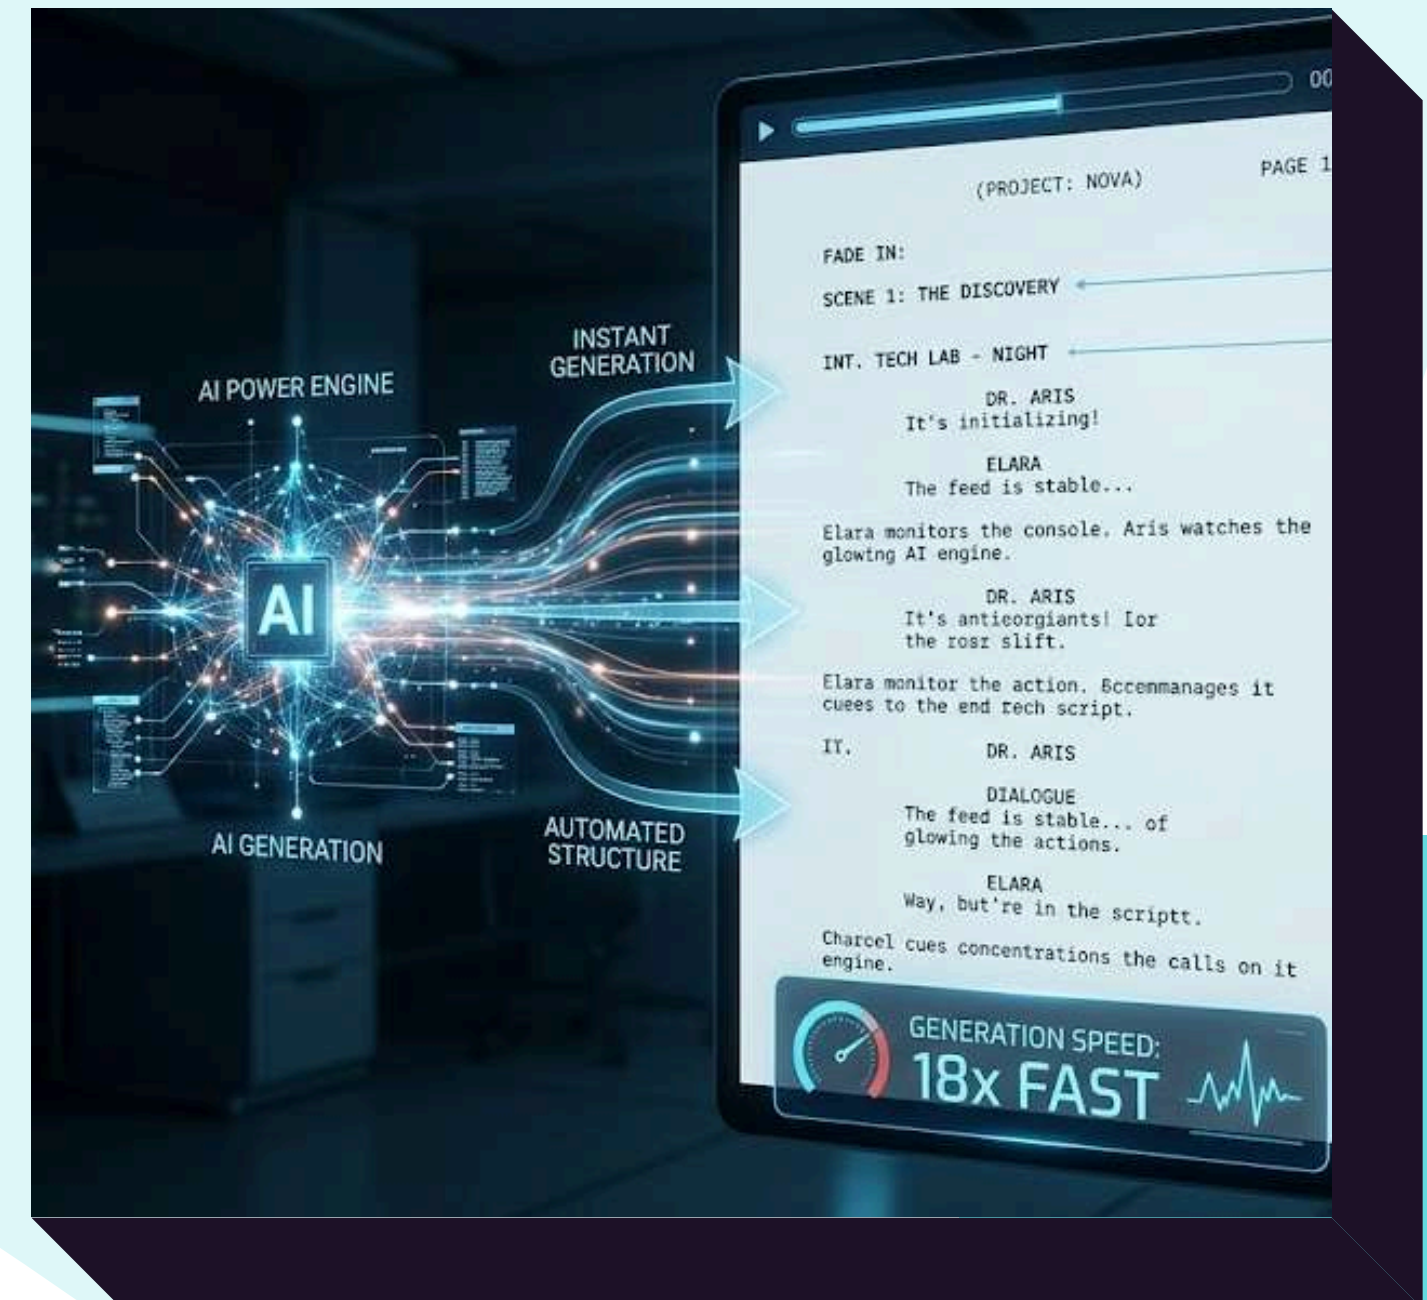 AI POWER ENGINE
AI
AI GENERATION
INSTANT
GENERATION
AUTOMATED
STRUCTURE
00
(PROJECT: NOVA)
PAGE 1
FADE IN:
SCENE 1: THE DISCOVERY
INT. TECH LAB - NIGHT
DR. ARIS
It's initializing!
ELARA
The feed is stable...
Elara monitors the console. Aris watches the
glowing AI engine.
DR. ARIS
It's antieorgiants! Ior
the rosr slift.
Elara monitor the action. Bccemmanages it
cuees to the end rech script.
IT.
DR. ARIS
DIALOGUE
The feed is stable... of
glowing the actions.
ELARA
Way, but're in the scriptt.
Charcel cues concentrations the calls on it
engine.
GENERATION SPEED:
18x FAST